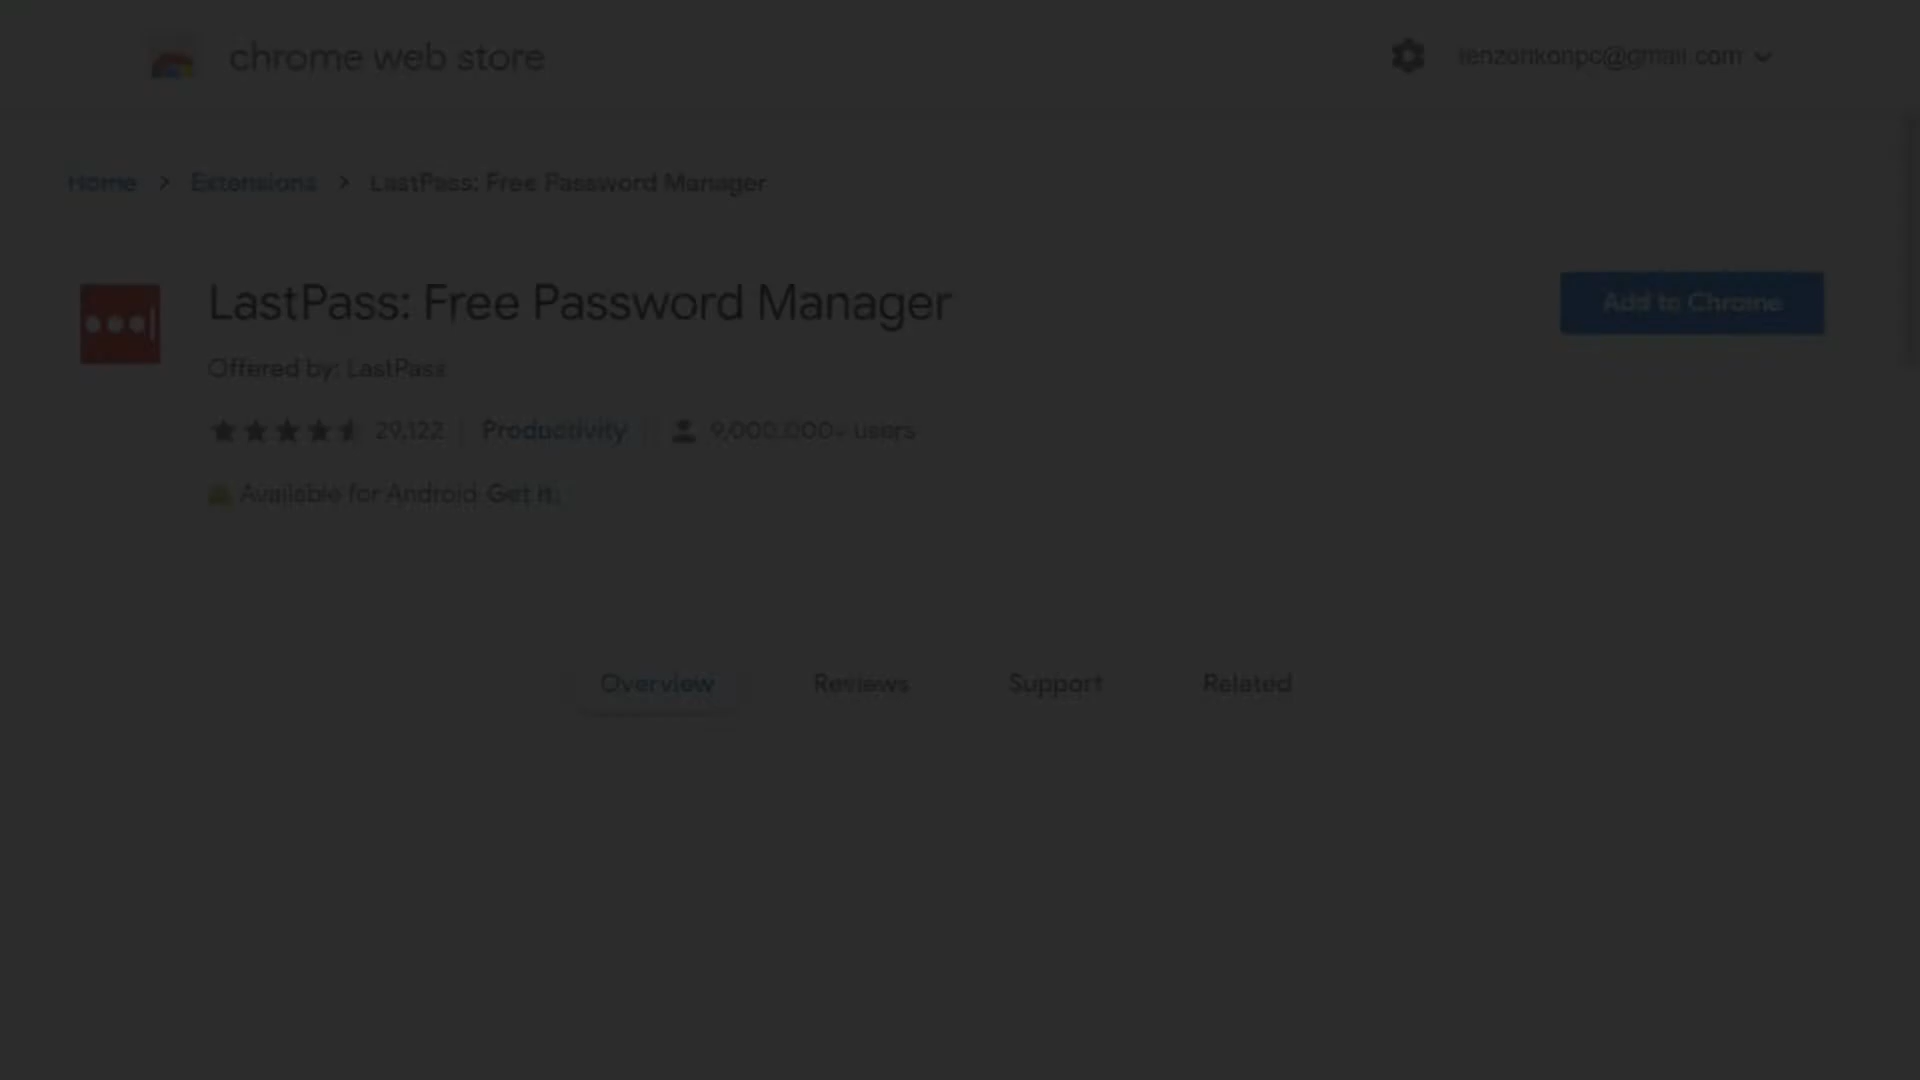 chrome web store
Home > Extensions > LastPass: Free Password Manager
LastPass: Free Password Manager
Add to Chrome
Offered by: LastPass
29,122 Productivity 9,000,000+ users
Available for Android. Get it.
Overview Reviews Support Related